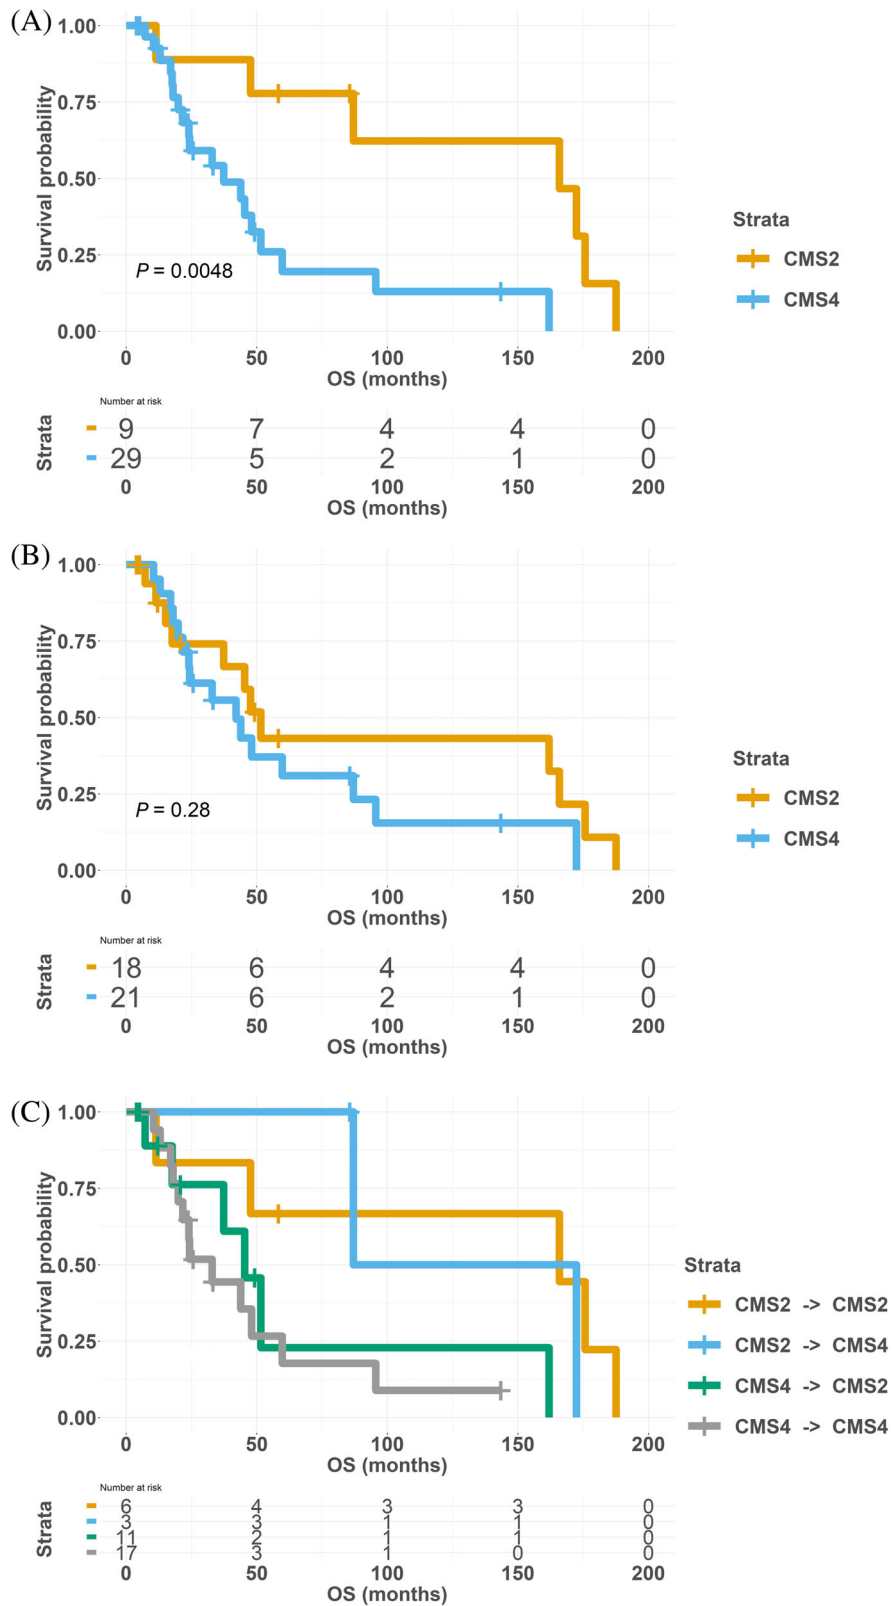 (A)
1.00
0.75
0.50
0.25
0.00
Survival probability
P = 0.0048
0 50 100 150 200
OS (months)
Strata
CMS2
CMS4
Number at risk
Strata
9 7 4 4 0
29 5 2 1 0
0 50 100 150 200
OS (months)
(B)
1.00
0.75
0.50
0.25
0.00
Survival probability
P = 0.28
0 50 100 150 200
OS (months)
Strata
CMS2
CMS4
Number at risk
Strata
18 6 4 4 0
21 6 2 1 0
0 50 100 150 200
OS (months)
(C)
1.00
0.75
0.50
0.25
0.00
Survival probability
0 50 100 150 200
OS (months)
Strata
CMS2 -> CMS2
CMS2 -> CMS4
CMS4 -> CMS2
CMS4 -> CMS4
Number at risk
Strata
6 4 3 3 0
3 3 1 1 0
11 2 1 1 0
17 3 1 0 0
0 50 100 150 200
OS (months)